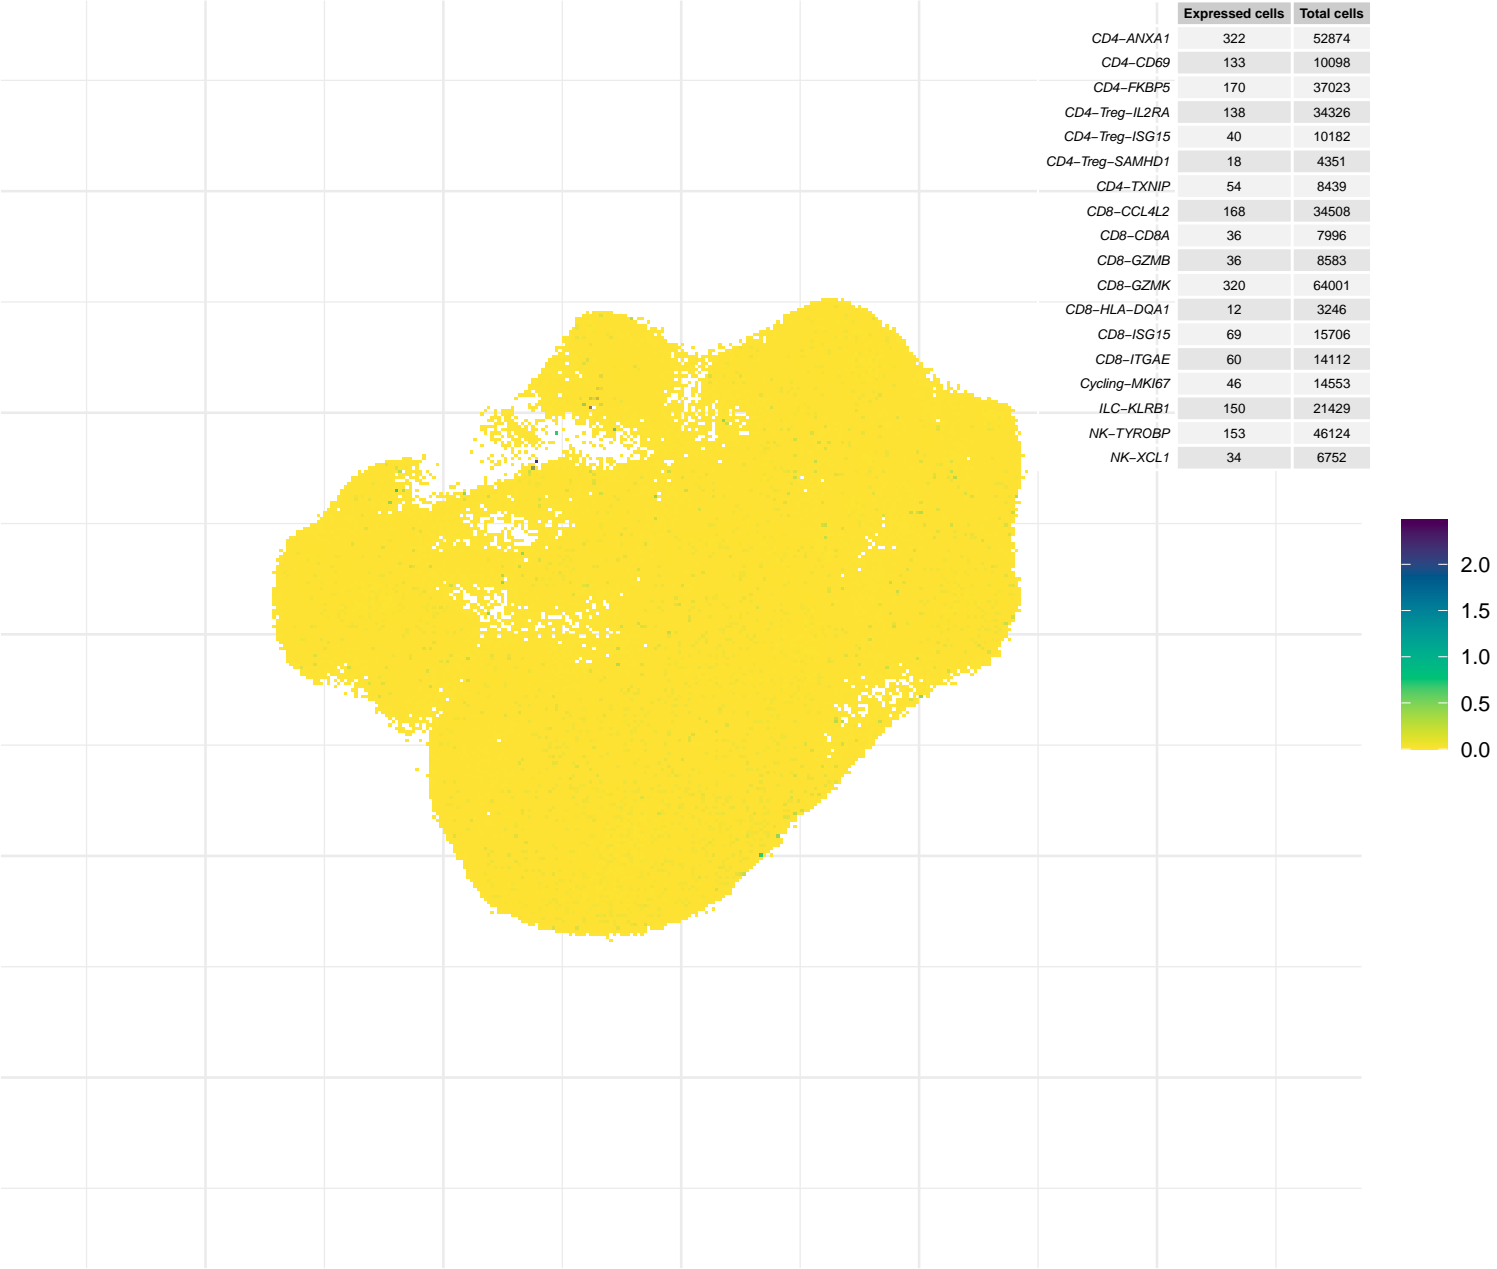 Expressed cells Total cells
CD4−ANXA1 322 52874
CD4−CD69 133 10098
CD4−FKBP5 170 37023
CD4−Treg−IL2RA 138 34326
CD4−Treg−ISG15 40 10182
CD4−Treg−SAMHD1 18 4351
CD4−TXNIP 54 8439
CD8−CCL4L2 168 34508
CD8−CD8A 36 7996
CD8−GZMB 36 8583
CD8−GZMK 320 64001
CD8−HLA−DQA1 12 3246
CD8−ISG15 69 15706
CD8−ITGAE 60 14112
Cycling−MKI67 46 14553
ILC−KLRB1 150 21429
NK−TYROBP 153 46124
NK−XCL1 34 6752
2.0
1.5
1.0
0.5
0.0